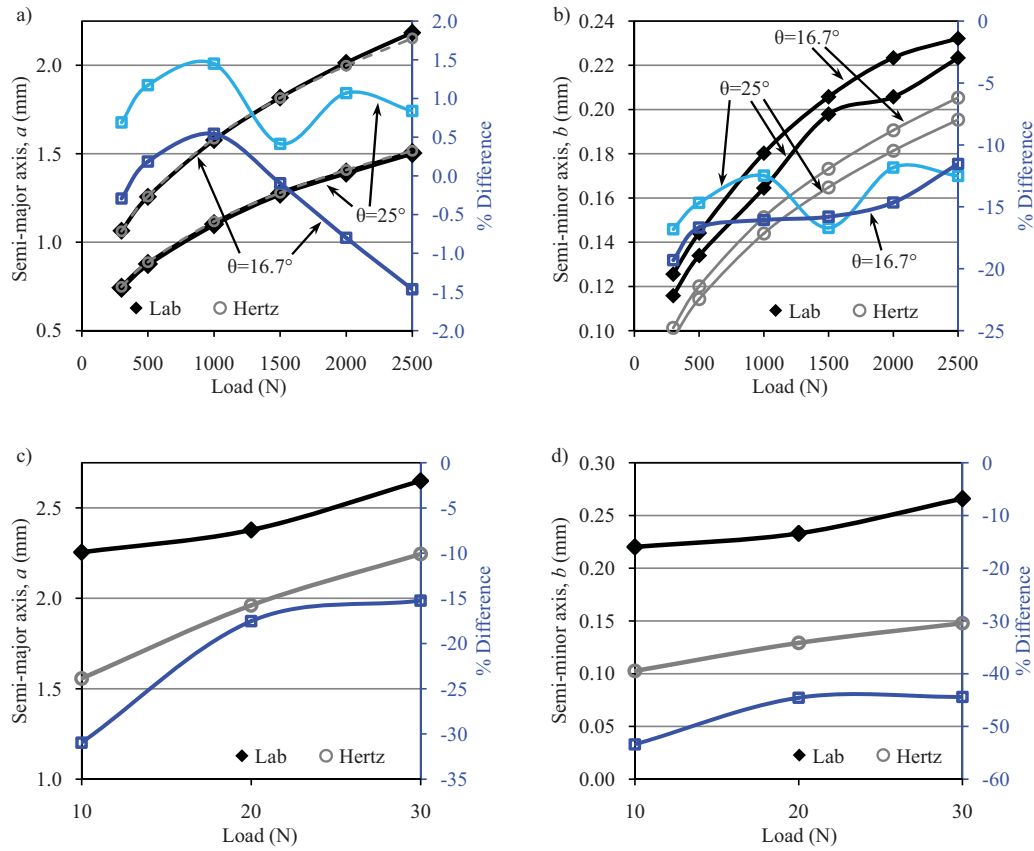 a)
Semi-major axis, a (mm)
2.0
1.5
1.0
0.5
2.0
1.5
1.0
0.5
0.0
-0.5
-1.0
-1.5
-2.0
% Difference
θ=25°
θ=16.7°
Lab
Hertz
0 500 1000 1500 2000 2500
Load (N)
b)
Semi-minor axis, b (mm)
0.24
0.22
0.20
0.18
0.16
0.14
0.12
0.10
0
-5
-10
-15
-20
-25
% Difference
θ=16.7°
θ=25°
θ=16.7°
Lab
Hertz
0 500 1000 1500 2000 2500
Load (N)
c)
Semi-major axis, a (mm)
2.5
2.0
1.5
1.0
0
-5
-10
-15
-20
-25
-30
-35
% Difference
Lab
Hertz
10 20 30
Load (N)
d)
Semi-minor axis, b (mm)
0.30
0.25
0.20
0.15
0.10
0.05
0.00
0
-10
-20
-30
-40
-50
-60
% Difference
Lab
Hertz
10 20 30
Load (N)